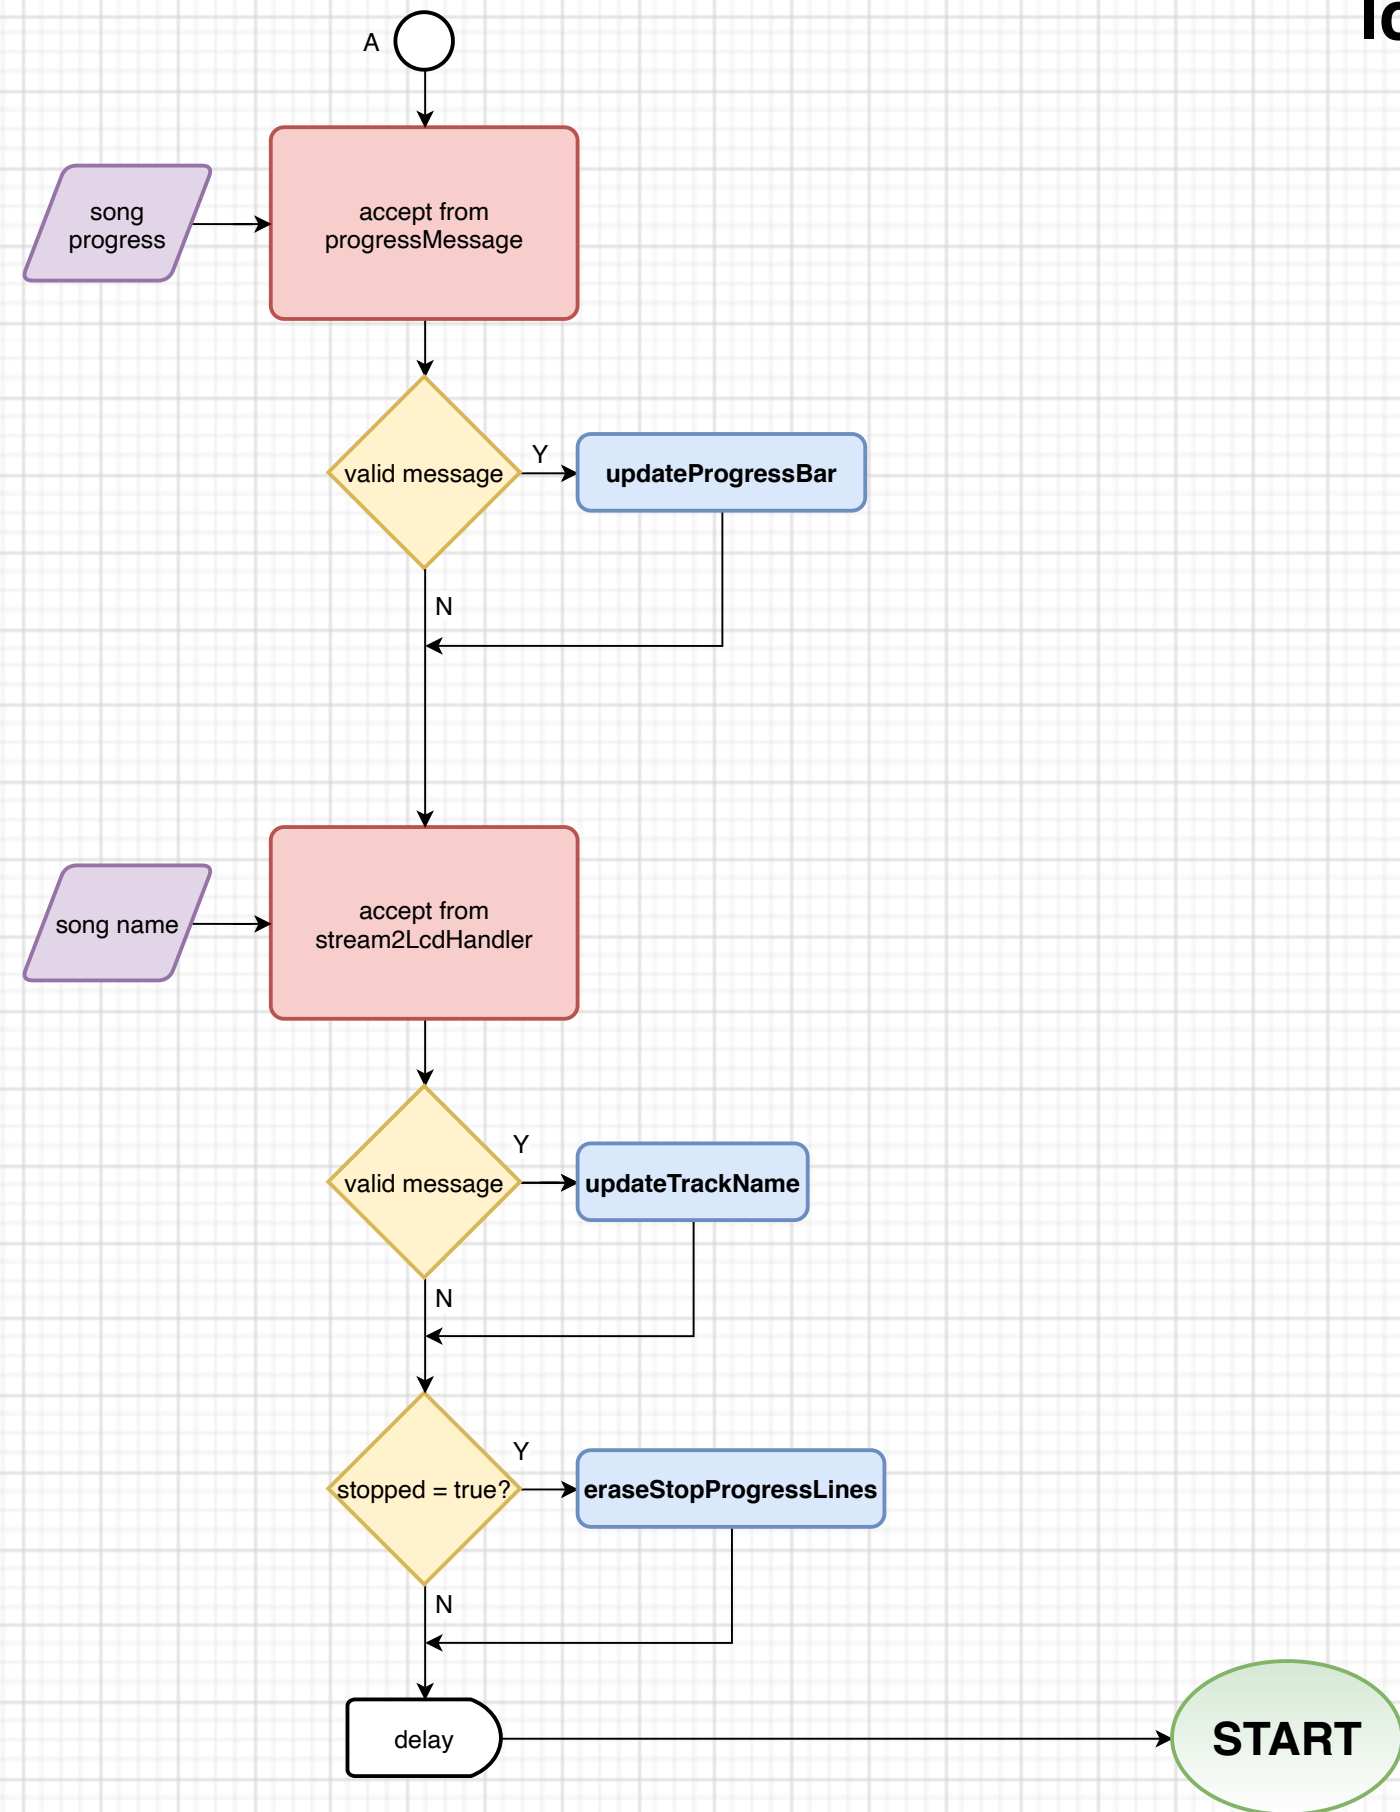 A
song
progress
accept from
progressMessage
valid message
Y
updateProgressBar
N
song name
accept from
stream2LcdHandler
valid message
Y
updateTrackName
N
stopped = true?
Y
eraseStopProgressLines
N
delay
START